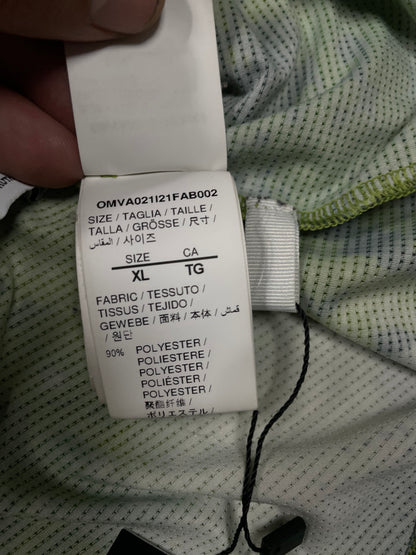 OMVA021I21FAB002
SIZE / TAGLIA / TAILLE /
TALLA / GRÖSSE / 尺寸 /
المقاس / 사이즈
SIZE CA
XL TG
FABRIC / TESSUTO /
TISSUS / TEJIDO /
GEWEBE / 面料 / 本体 / قمتش
/ 원단
90% POLYESTER /
POLIESTERE /
POLYESTER /
POLIÉSTER /
POLYESTER /
聚酯纤维 /
ポリエステル /